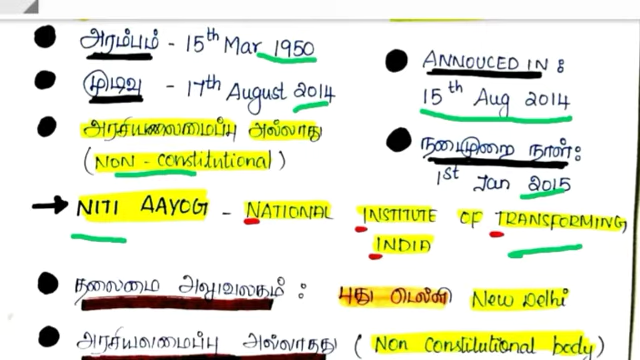 ஆரம்பம் - 15th Mar 1950
முடிவு - 17th August 2014
அரசியலமைப்பு அல்லாதது
(NON - constitutional)
ANNOUCED IN:
15th Aug 2014
நடைமுறை நாள்:
1st Jan 2015
NITI AAYOG - NATIONAL INSTITUTE OF TRANSFORMING
INDIA
தலைமை அலுவலகம்: புது டெல்லி New Delhi
அரசியலமைப்பு அல்லாதது (Non constitutional body)